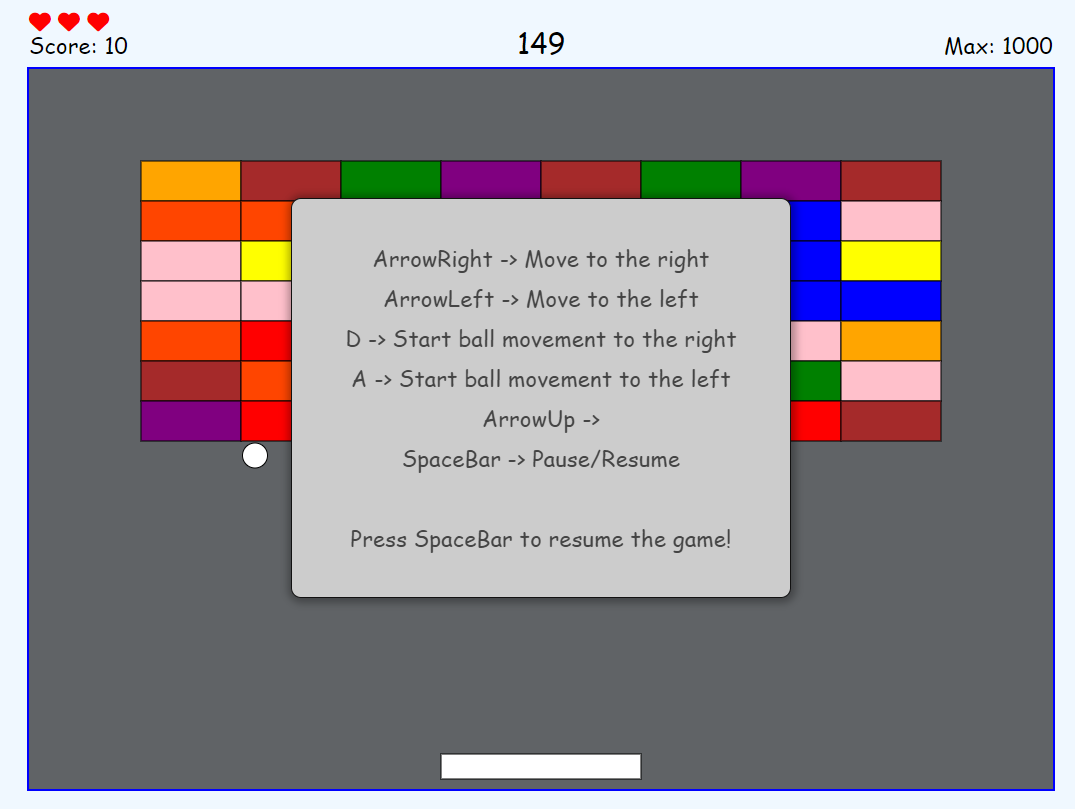 Score: 10
149
Max: 1000
ArrowRight -> Move to the right
ArrowLeft -> Move to the left
D -> Start ball movement to the right
A -> Start ball movement to the left
ArrowUp ->
SpaceBar -> Pause/Resume
Press SpaceBar to resume the game!